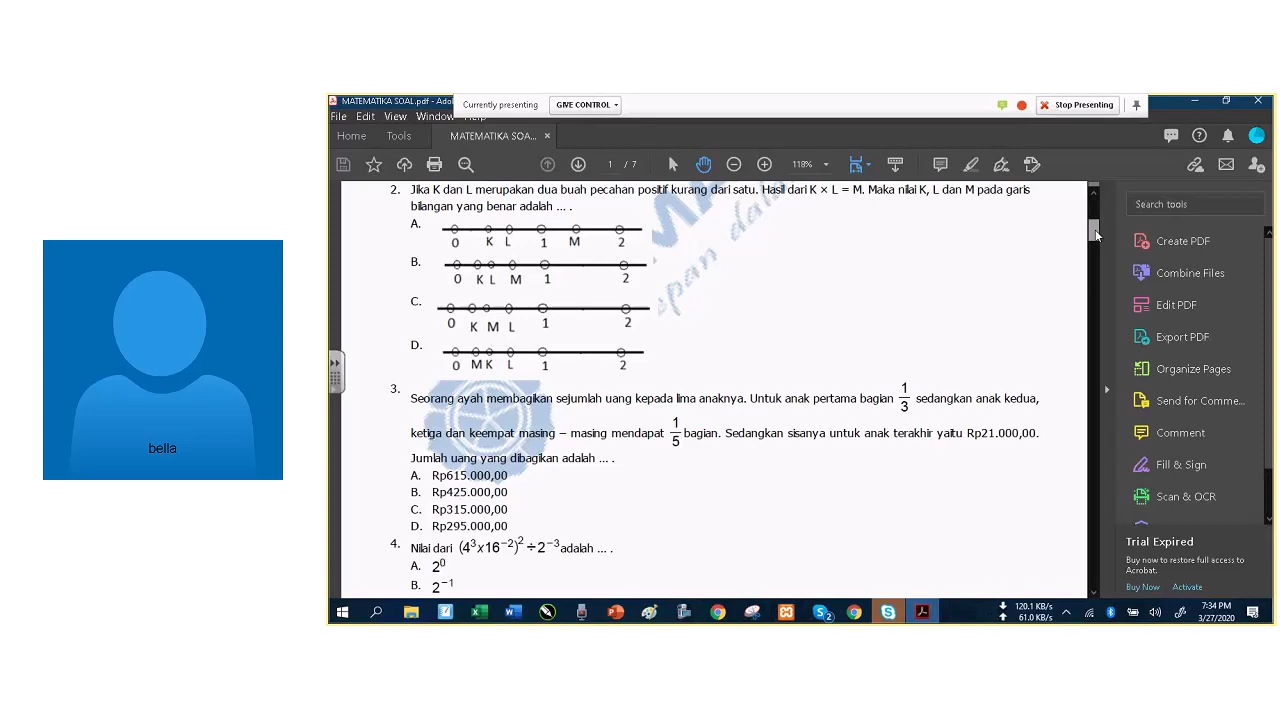 bella
MATEMATIKA SOAL.pdf - Ado
Currently presenting GIVE CONTROL Stop Presenting
File Edit View Window Help
Home Tools MATEMATIKA SOA... ×
1 / 7 118%
2. Jika K dan L merupakan dua buah pecahan positif kurang dari satu. Hasil dari K × L = M. Maka nilai K, L dan M pada garis
bilangan yang benar adalah ... .
A. 0 K L 1 M 2
B. 0 K L M 1 2
C. 0 K M L 1 2
D. 0 M K L 1 2
3. Seorang ayah membagikan sejumlah uang kepada lima anaknya. Untuk anak pertama bagian 1/3 sedangkan anak kedua,
ketiga dan keempat masing – masing mendapat 1/5 bagian. Sedangkan sisanya untuk anak terakhir yaitu Rp21.000,00.
Jumlah uang yang dibagikan adalah ... .
A. Rp615.000,00
B. Rp425.000,00
C. Rp315.000,00
D. Rp295.000,00
4. Nilai dari (4³x16⁻²)² ÷ 2⁻³ adalah ... .
A. 2⁰
B. 2⁻¹
Search tools
Create PDF
Combine Files
Edit PDF
Export PDF
Organize Pages
Send for Comme...
Comment
Fill & Sign
Scan & OCR
Trial Expired
Buy now to restore full access to
Acrobat.
Buy Now Activate
120.1 KB/s
61.0 KB/s
7:34 PM
3/27/2020